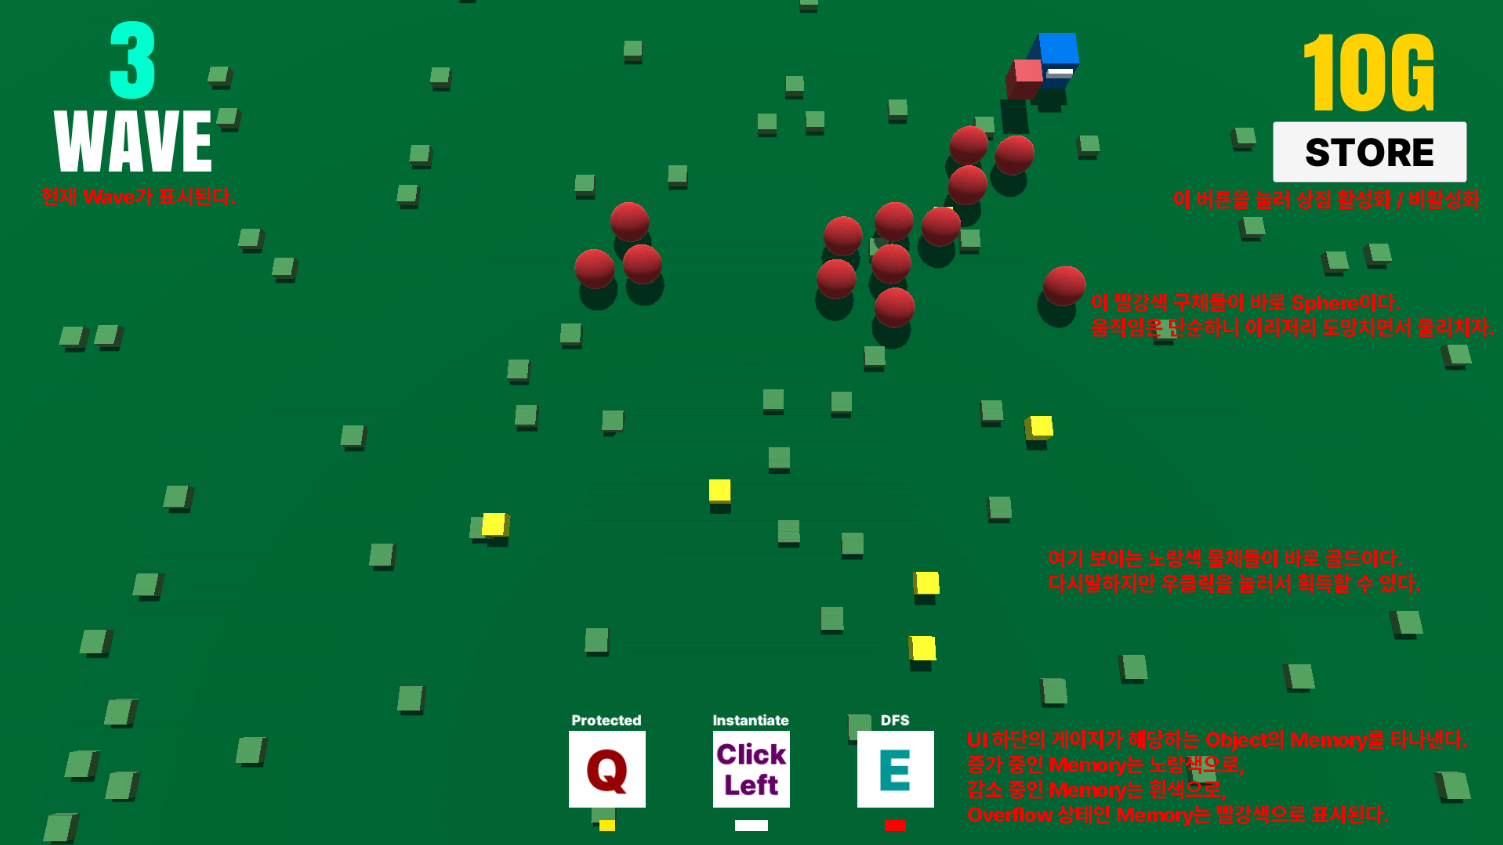 3
WAVE
현재 Wave가 표시된다.
10G
STORE
이 버튼을 눌러 상점 활성화 / 비활성화
이 빨강색 구체들이 바로 Sphere이다.
움직임은 단순하니 이리저리 도망치면서 물리치자.
여기 보이는 노랑색 물체들이 바로 골드이다.
다시말하지만 우클릭을 눌러서 획득할 수 있다.
Protected
Q
Instantiate
Click
Left
DFS
E
UI 하단의 게이지가 해당하는 Object의 Memory를 타나낸다.
증가 중인 Memory는 노랑색으로,
감소 중인 Memory는 흰색으로,
Overflow 상태인 Memory는 빨강색으로 표시된다.